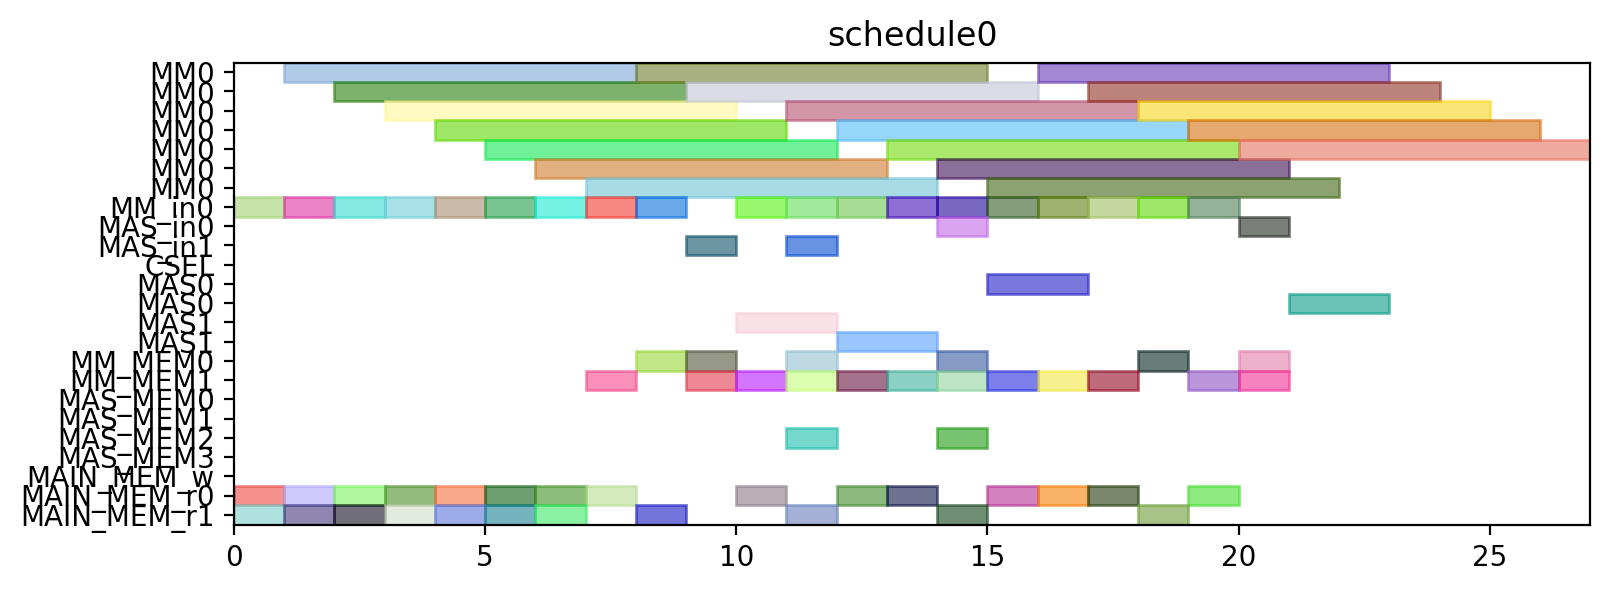 schedule0
MM0
MM0
MM0
MM0
MM0
MM0
MM0
MM_in0
MAS_in0
MAS_in1
CSEL
MAS0
MAS0
MAS1
MAS1
MM_MEM0
MM_MEM1
MAS_MEM0
MAS_MEM1
MAS_MEM2
MAS_MEM3
MAIN_MEM_w
MAIN_MEM_r0
MAIN_MEM_r1
0 5 10 15 20 25